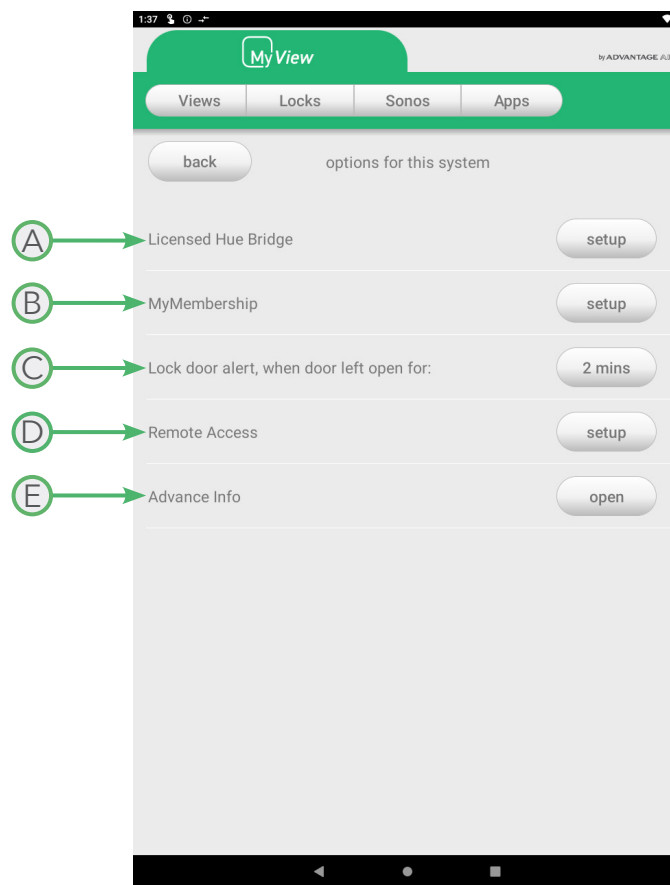 1:37
My View
by ADVANTAGE
Views Locks Sonos Apps
back options for this system
A Licensed Hue Bridge setup
B MyMembership setup
C Lock door alert, when door left open for: 2 mins
D Remote Access setup
E Advance Info open